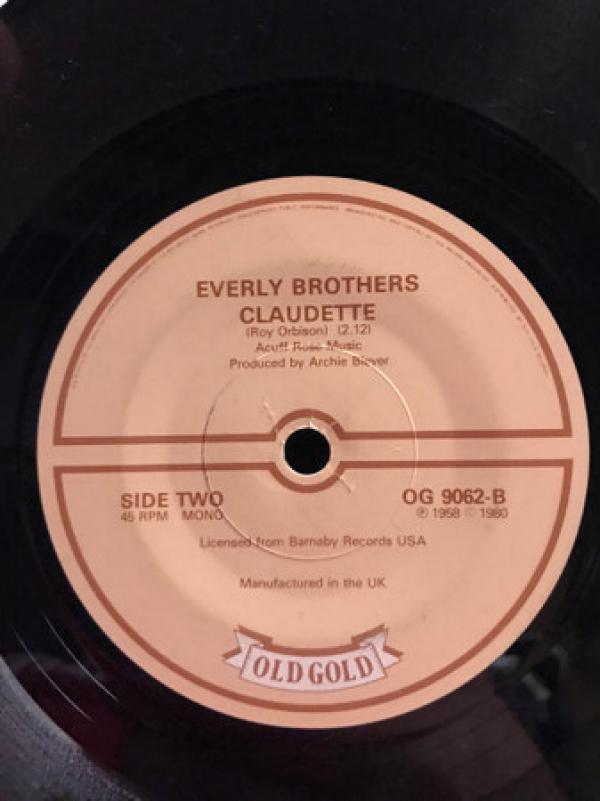 EVERLY BROTHERS
CLAUDETTE
(Roy Orbison) (2.12)
Acuff Rose Music
Produced by Archie Blever
SIDE TWO
45 RPM MONO
OG 9062-B
℗ 1958 © 1980
Licensed from Barnaby Records USA
Manufactured in the UK
OLD GOLD